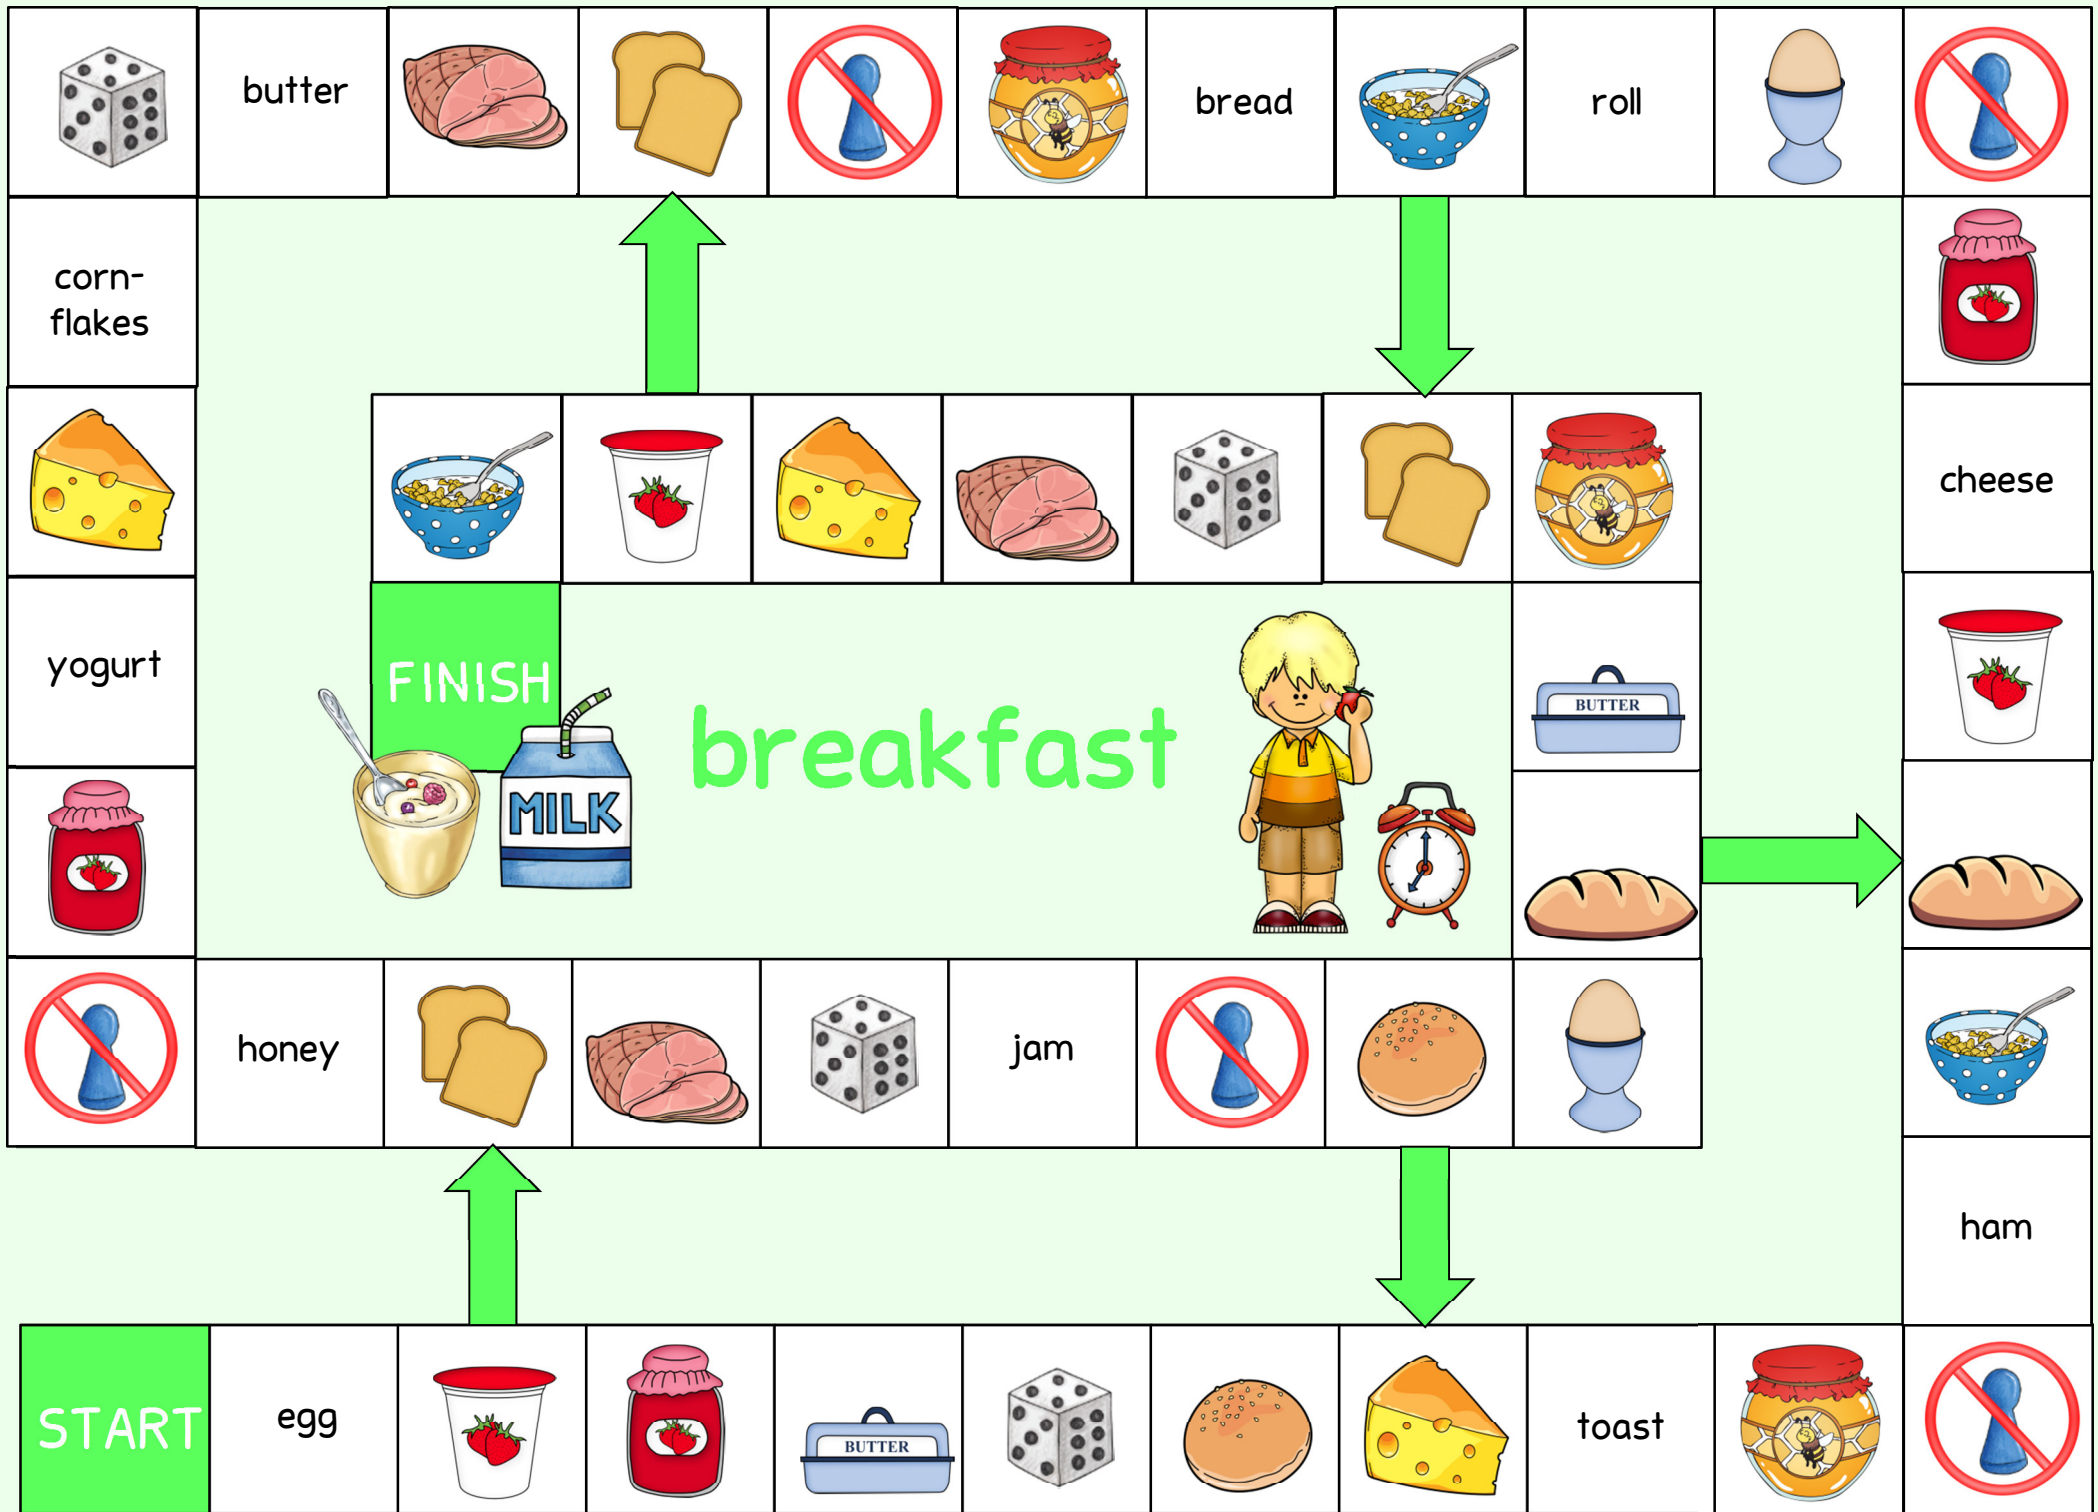 butter
bread
roll
corn-
flakes
cheese
yogurt
FINISH
BUTTER
breakfast
MILK
honey
jam
ham
START
egg
BUTTER
toast